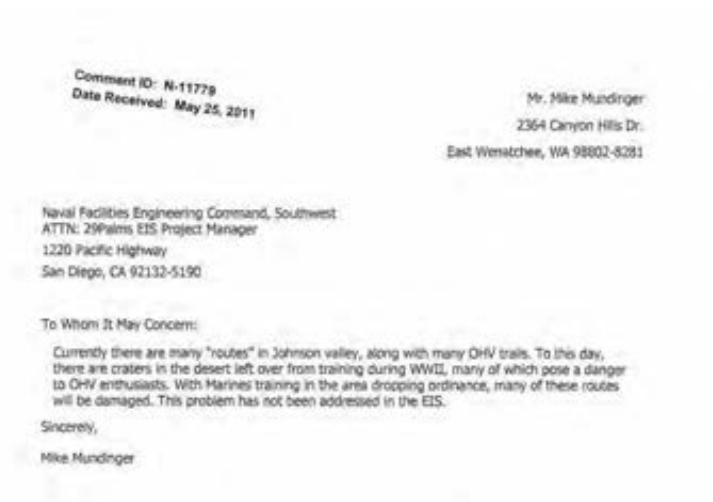 Comment ID: N-11779
Date Received: May 25, 2011
Mr. Mike Mundinger
2364 Canyon Hills Dr.
East Wenatchee, WA 98802-8281
Naval Facilities Engineering Command, Southwest
ATTN: 29Palms EIS Project Manager
1220 Pacific Highway
San Diego, CA 92132-5190
To Whom It May Concern:
Currently there are many "routes" in Johnson valley, along with many OHV trails. To this day,
there are craters in the desert left over from training during WWII, many of which pose a danger
to OHV enthusiasts. With Marines training in the area dropping ordinance, many of these routes
will be damaged. This problem has not been addressed in the EIS.
Sincerely,
Mike Mundinger